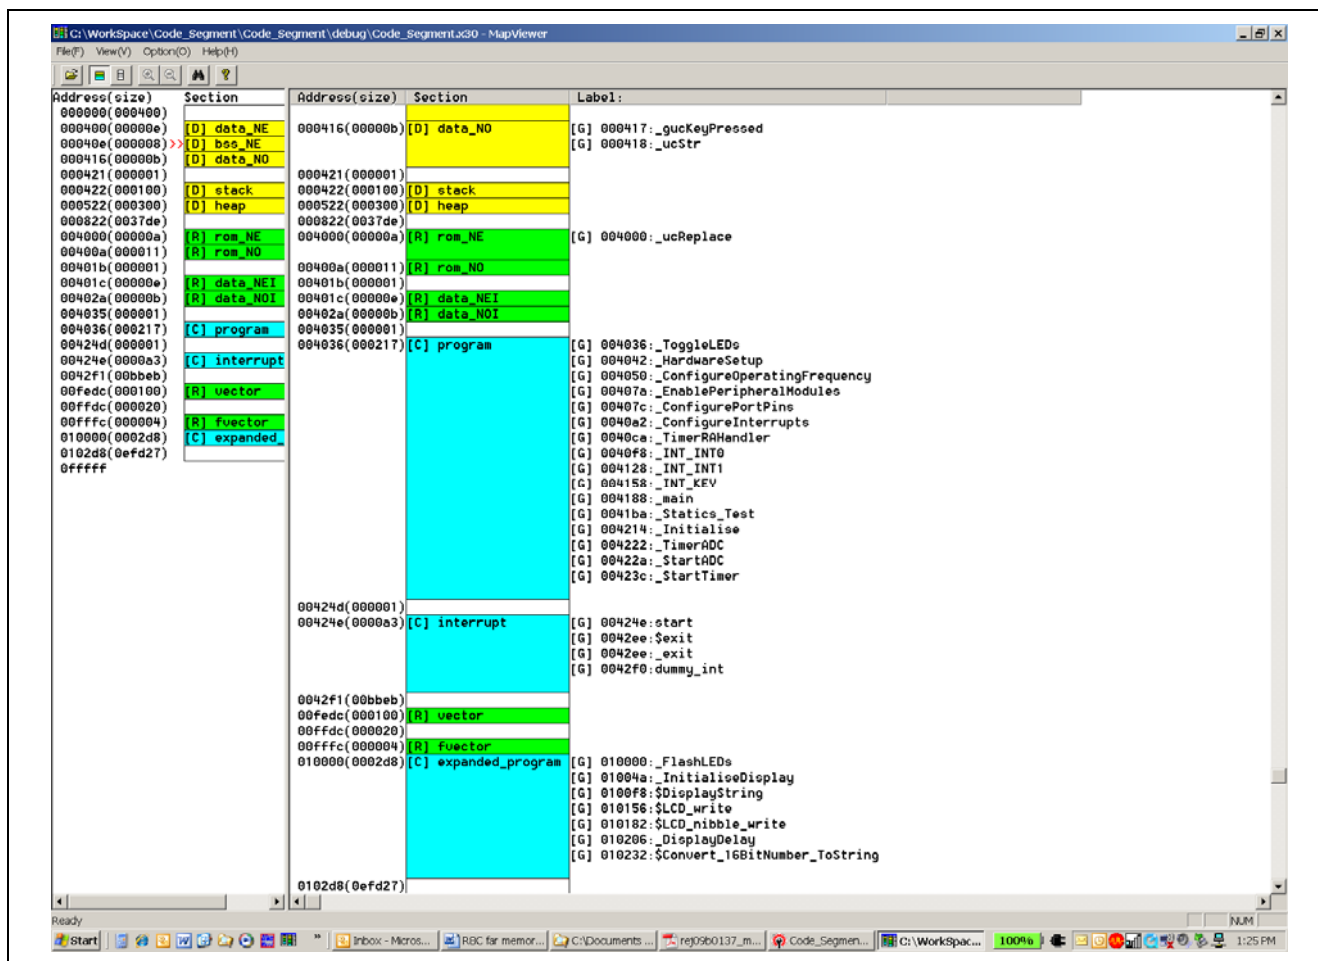 C:\WorkSpace\Code_Segment\Code_Segment\debug\Code_Segment.x30 - MapViewer
File(F) View(V) Option(O) Help(H)
Address(size) Section
000000(000400)
000400(00000e) [D] data_NE
00040e(000008)>>[D] bss_NE
000416(00000b) [D] data_NO
000421(000001)
000422(000100) [D] stack
000522(000300) [D] heap
000822(0037de)
004000(00000a) [R] rom_NE
00400a(000011) [R] rom_NO
00401b(000001)
00401c(00000e) [R] data_NEI
00402a(00000b) [R] data_NOI
004035(000001)
004036(000217) [C] program
00424d(000001)
00424e(0000a3) [C] interrupt
0042f1(00bbeb)
00fedc(000100) [R] vector
00ffdc(000020)
00fffc(000004) [R] fvector
010000(0002d8) [C] expanded_
0102d8(0efd27)
0fffff
Address(size) Section Label:
000416(00000b) [D] data_NO [G] 000417:_gucKeyPressed
[G] 000418:_ucStr
000421(000001)
000422(000100) [D] stack
000522(000300) [D] heap
000822(0037de)
004000(00000a) [R] rom_NE [G] 004000:_ucReplace
00400a(000011) [R] rom_NO
00401b(000001)
00401c(00000e) [R] data_NEI
00402a(00000b) [R] data_NOI
004035(000001)
004036(000217) [C] program [G] 004036:_ToggleLEDs
[G] 004042:_HardwareSetup
[G] 004050:_ConfigureOperatingFrequency
[G] 00407a:_EnablePeripheralModules
[G] 00407c:_ConfigurePortPins
[G] 0040a2:_ConfigureInterrupts
[G] 0040ca:_TimerRAHandler
[G] 0040f8:_INT_INT0
[G] 004128:_INT_INT1
[G] 004158:_INT_KEY
[G] 004188:_main
[G] 0041ba:_Statics_Test
[G] 004214:_Initialise
[G] 004222:_TimerADC
[G] 00422a:_StartADC
[G] 00423c:_StartTimer
00424d(000001)
00424e(0000a3) [C] interrupt [G] 00424e:start
[G] 0042ee:$exit
[G] 0042ee:_exit
[G] 0042f0:dummy_int
0042f1(00bbeb)
00fedc(000100) [R] vector
00ffdc(000020)
00fffc(000004) [R] fvector
010000(0002d8) [C] expanded_program [G] 010000:_FlashLEDs
[G] 01004a:_InitialiseDisplay
[G] 0100f8:$DisplayString
[G] 010156:$LCD_write
[G] 010182:$LCD_nibble_write
[G] 010206:_DisplayDelay
[G] 010232:$Convert_16BitNumber_ToString
0102d8(0efd27)
Ready NUM
Start Inbox - Micros... R8C far memor... C:\Documents ... rej09b0137_m... Code_Segmen... C:\WorkSpac... 100% 1:25 PM